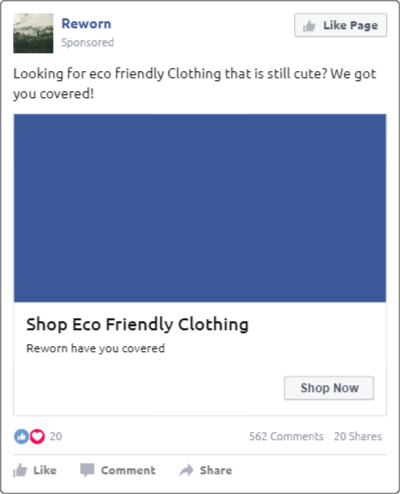 Reworn
Like Page
Sponsored
Looking for eco friendly Clothing that is still cute? We got
you covered!
Shop Eco Friendly Clothing
Reworn have you covered
Shop Now
20
562 Comments 20 Shares
Like Comment Share